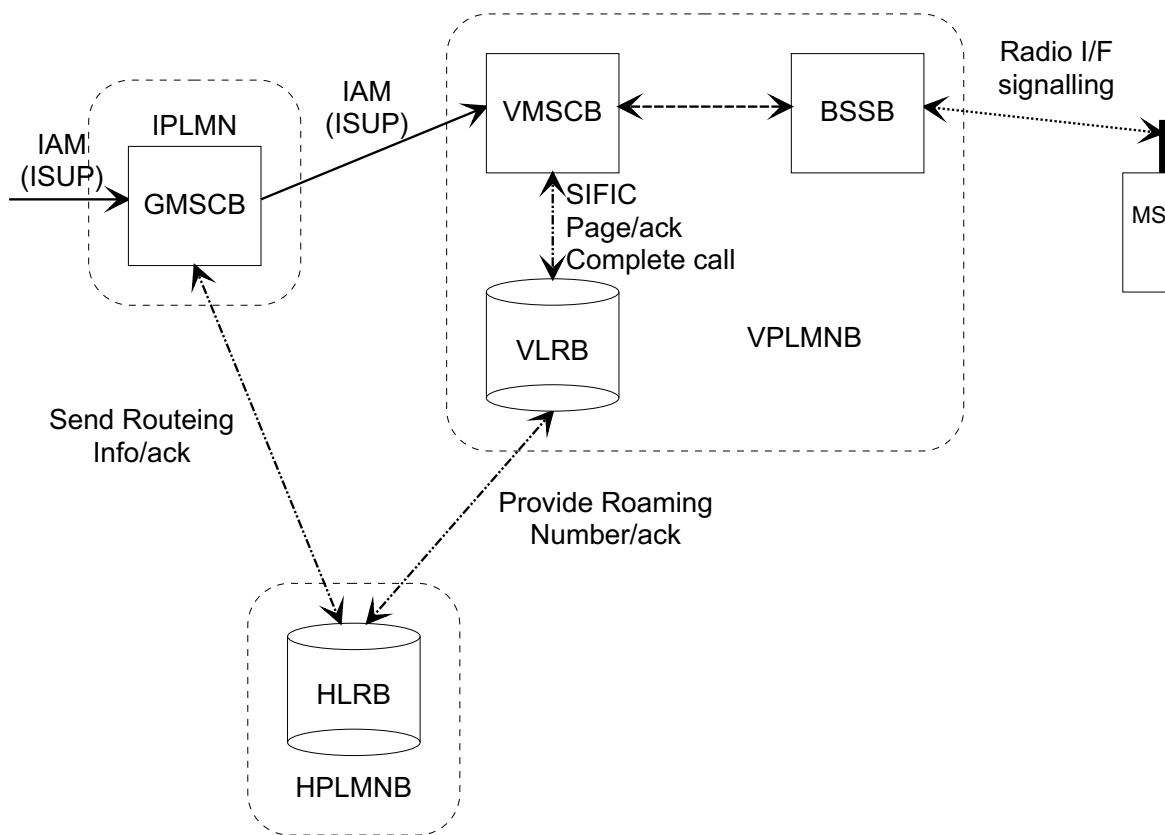 IAM
(ISUP)
IPLMN
GMSCB
IAM
(ISUP)
VMSCB
BSSB
Radio I/F
signalling
MS
SIFIC
Page/ack
Complete call
VLRB
VPLMNB
Send Routeing
Info/ack
Provide Roaming
Number/ack
HLRB
HPLMNB